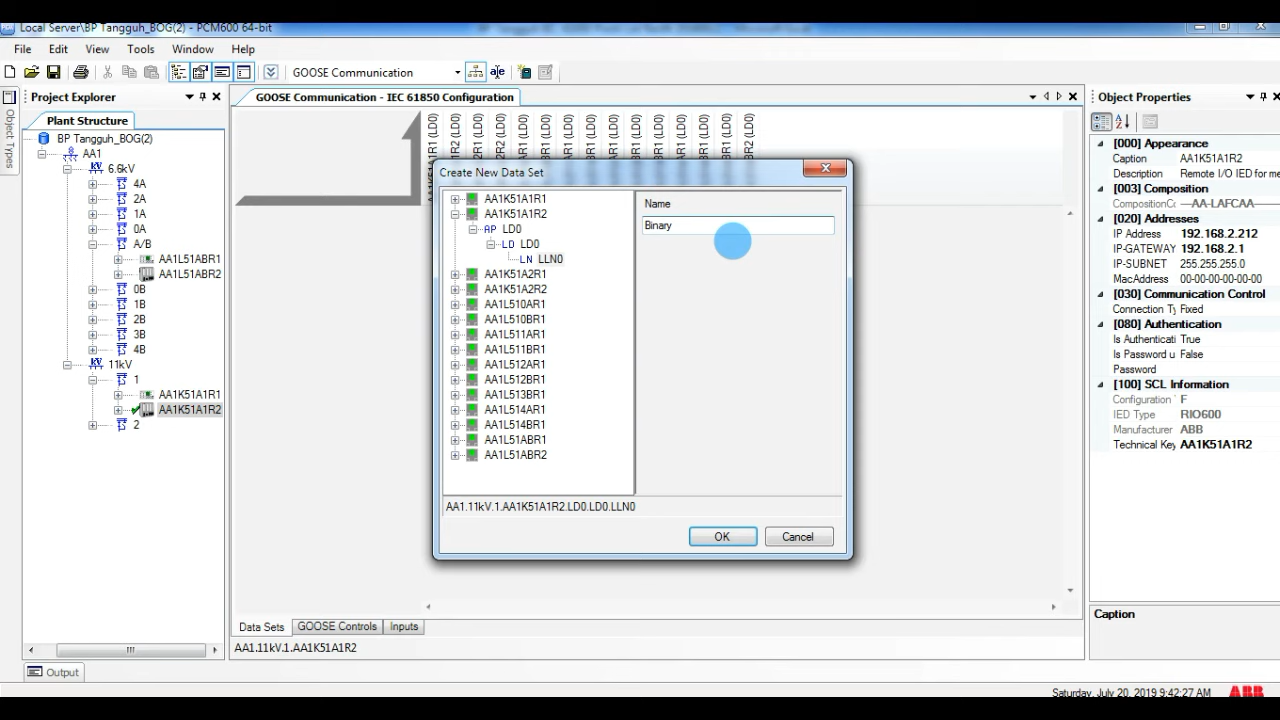 Local Server\BP Tangguh_BOG(2) - PCM600 64-bit
File Edit View Tools Window Help
GOOSE Communication
Object Types
Project Explorer
Plant Structure
BP Tangguh_BOG(2)
AA1
6.6kV
4A
2A
1A
0A
A/B
AA1L51ABR1
AA1L51ABR2
0B
1B
2B
3B
4B
11kV
1
AA1K51A1R1
AA1K51A1R2
2
Output
GOOSE Communication - IEC 61850 Configuration
Create New Data Set
AA1K51A1R1
AA1K51A1R2
AP LD0
LD LD0
LN LLN0
AA1K51A2R1
AA1K51A2R2
AA1L510AR1
AA1L510BR1
AA1L511AR1
AA1L511BR1
AA1L512AR1
AA1L512BR1
AA1L513BR1
AA1L514AR1
AA1L514BR1
AA1L51ABR1
AA1L51ABR2
Name
Binary
AA1.11kV.1.AA1K51A1R2.LD0.LD0.LLN0
OK Cancel
Data Sets GOOSE Controls Inputs
AA1.11kV.1.AA1K51A1R2
Object Properties
[000] Appearance
Caption AA1K51A1R2
Description Remote I/O IED for me
[003] Composition
CompositionCo ---AA-LAFCAA---
[020] Addresses
IP Address 192.168.2.212
IP-GATEWAY 192.168.2.1
IP-SUBNET 255.255.255.0
MacAddress 00-00-00-00-00-00
[030] Communication Control
Connection Ty Fixed
[080] Authentication
Is Authenticati True
Is Password u False
Password
[100] SCL Information
Configuration F
IED Type RIO600
Manufacturer ABB
Technical Key AA1K51A1R2
Caption
Saturday, July 20, 2019 9:42:27 AM ABB